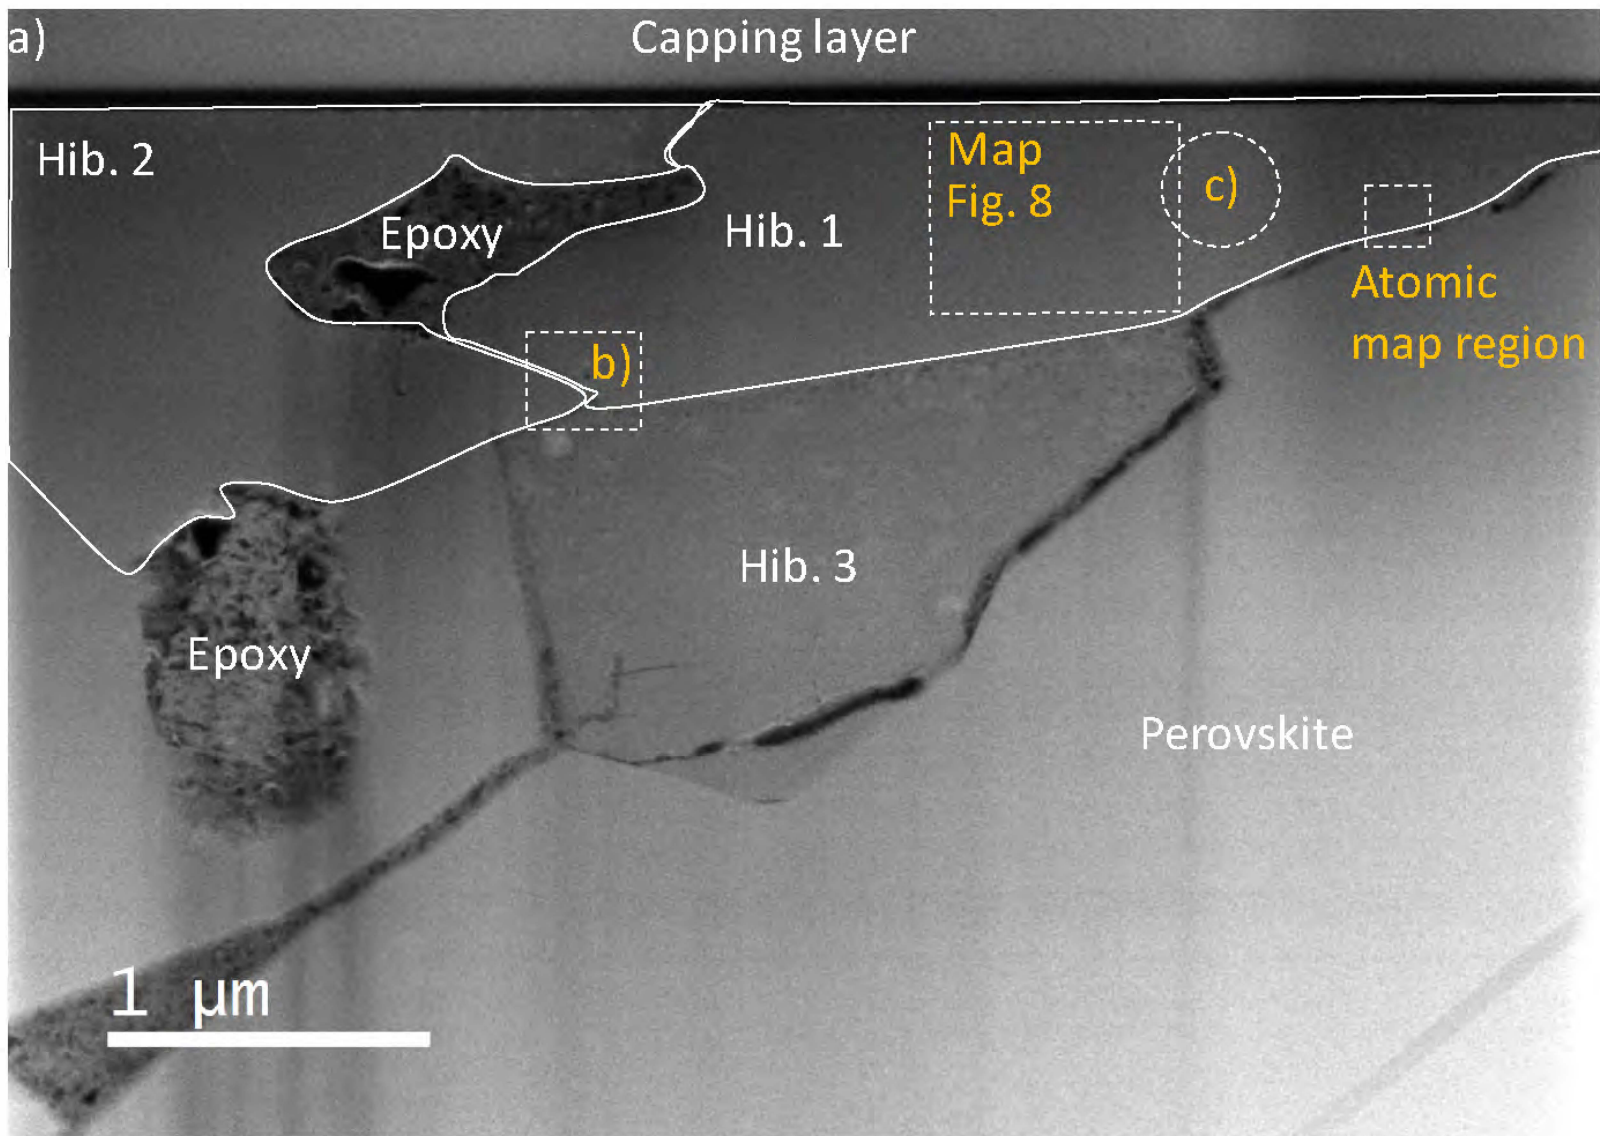 a)
Capping layer
Hib. 2
Map
Fig. 8
c)
Epoxy
Hib. 1
Atomic
map region
b)
Hib. 3
Epoxy
Perovskite
1 µm